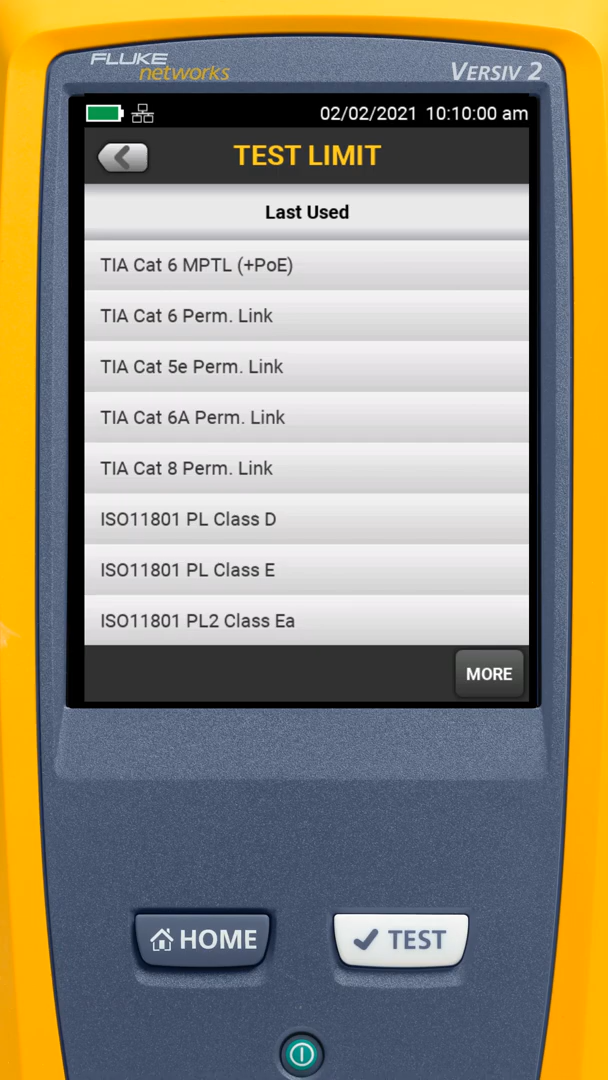 FLUKE
networks
VERSIV 2
02/02/2021 10:10:00 am
TEST LIMIT
Last Used
TIA Cat 6 MPTL (+PoE)
TIA Cat 6 Perm. Link
TIA Cat 5e Perm. Link
TIA Cat 6A Perm. Link
TIA Cat 8 Perm. Link
ISO11801 PL Class D
ISO11801 PL Class E
ISO11801 PL2 Class Ea
MORE
HOME
TEST